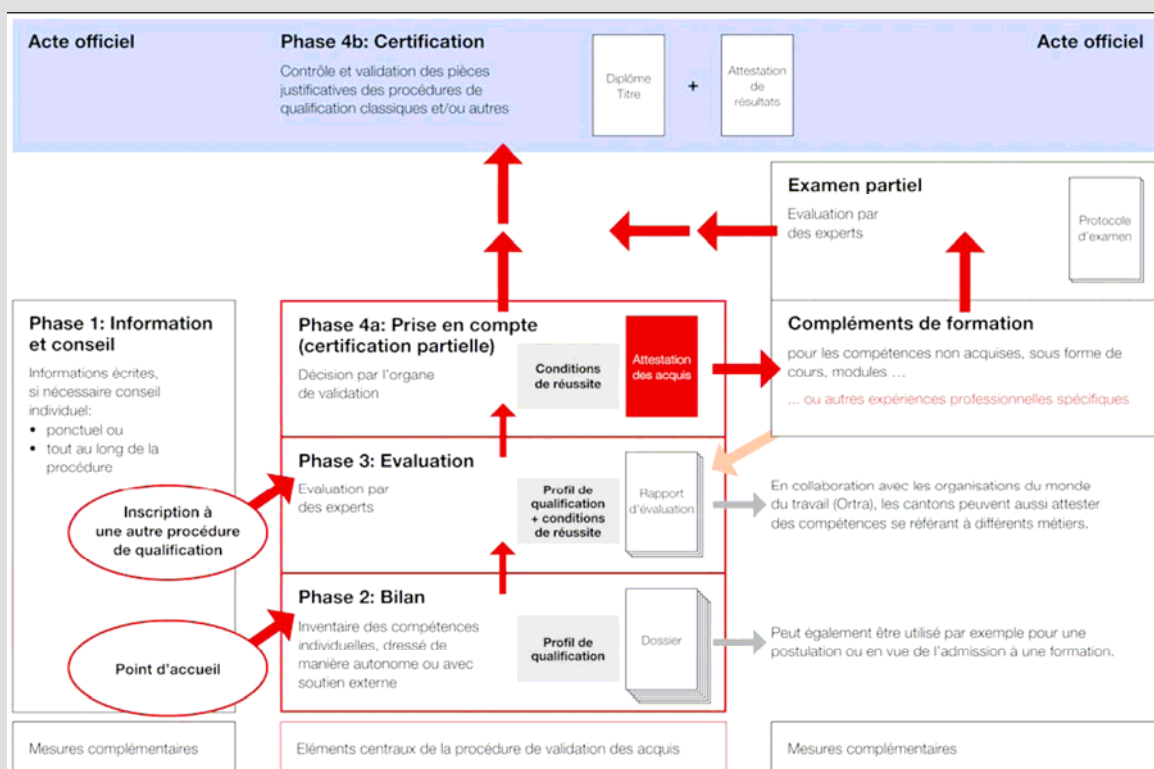 Acte officiel
Phase 4b: Certification
Contrôle et validation des pièces
justificatives des procédures de
qualification classiques et/ou autres
Diplôme
Titre
+
Attestation
de
résultats
Acte officiel
Examen partiel
Evaluation par
des experts
Protocole
d'examen
Phase 1: Information
et conseil
Informations écrites,
si nécessaire conseil
individuel:
• ponctuel ou
• tout au long de la
procédure
Inscription à
une autre procédure
de qualification
Point d'accueil
Phase 4a: Prise en compte
(certification partielle)
Décision par l'organe
de validation
Conditions
de réussite
Attestation
des acquis
Compléments de formation
pour les compétences non acquises, sous forme de
cours, modules ...
... ou autres expériences professionnelles spécifiques
Phase 3: Evaluation
Evaluation par
des experts
Profil de
qualification
+ conditions
de réussite
Rapport
d'évaluation
En collaboration avec les organisations du monde
du travail (Ortra), les cantons peuvent aussi attester
des compétences se référant à différents métiers.
Phase 2: Bilan
Inventaire des compétences
individuelles, dressé de
manière autonome ou avec
soutien externe
Profil de
qualification
Dossier
Peut également être utilisé par exemple pour une
postulation ou en vue de l'admission à une formation.
Mesures complémentaires
Eléments centraux de la procédure de validation des acquis
Mesures complémentaires